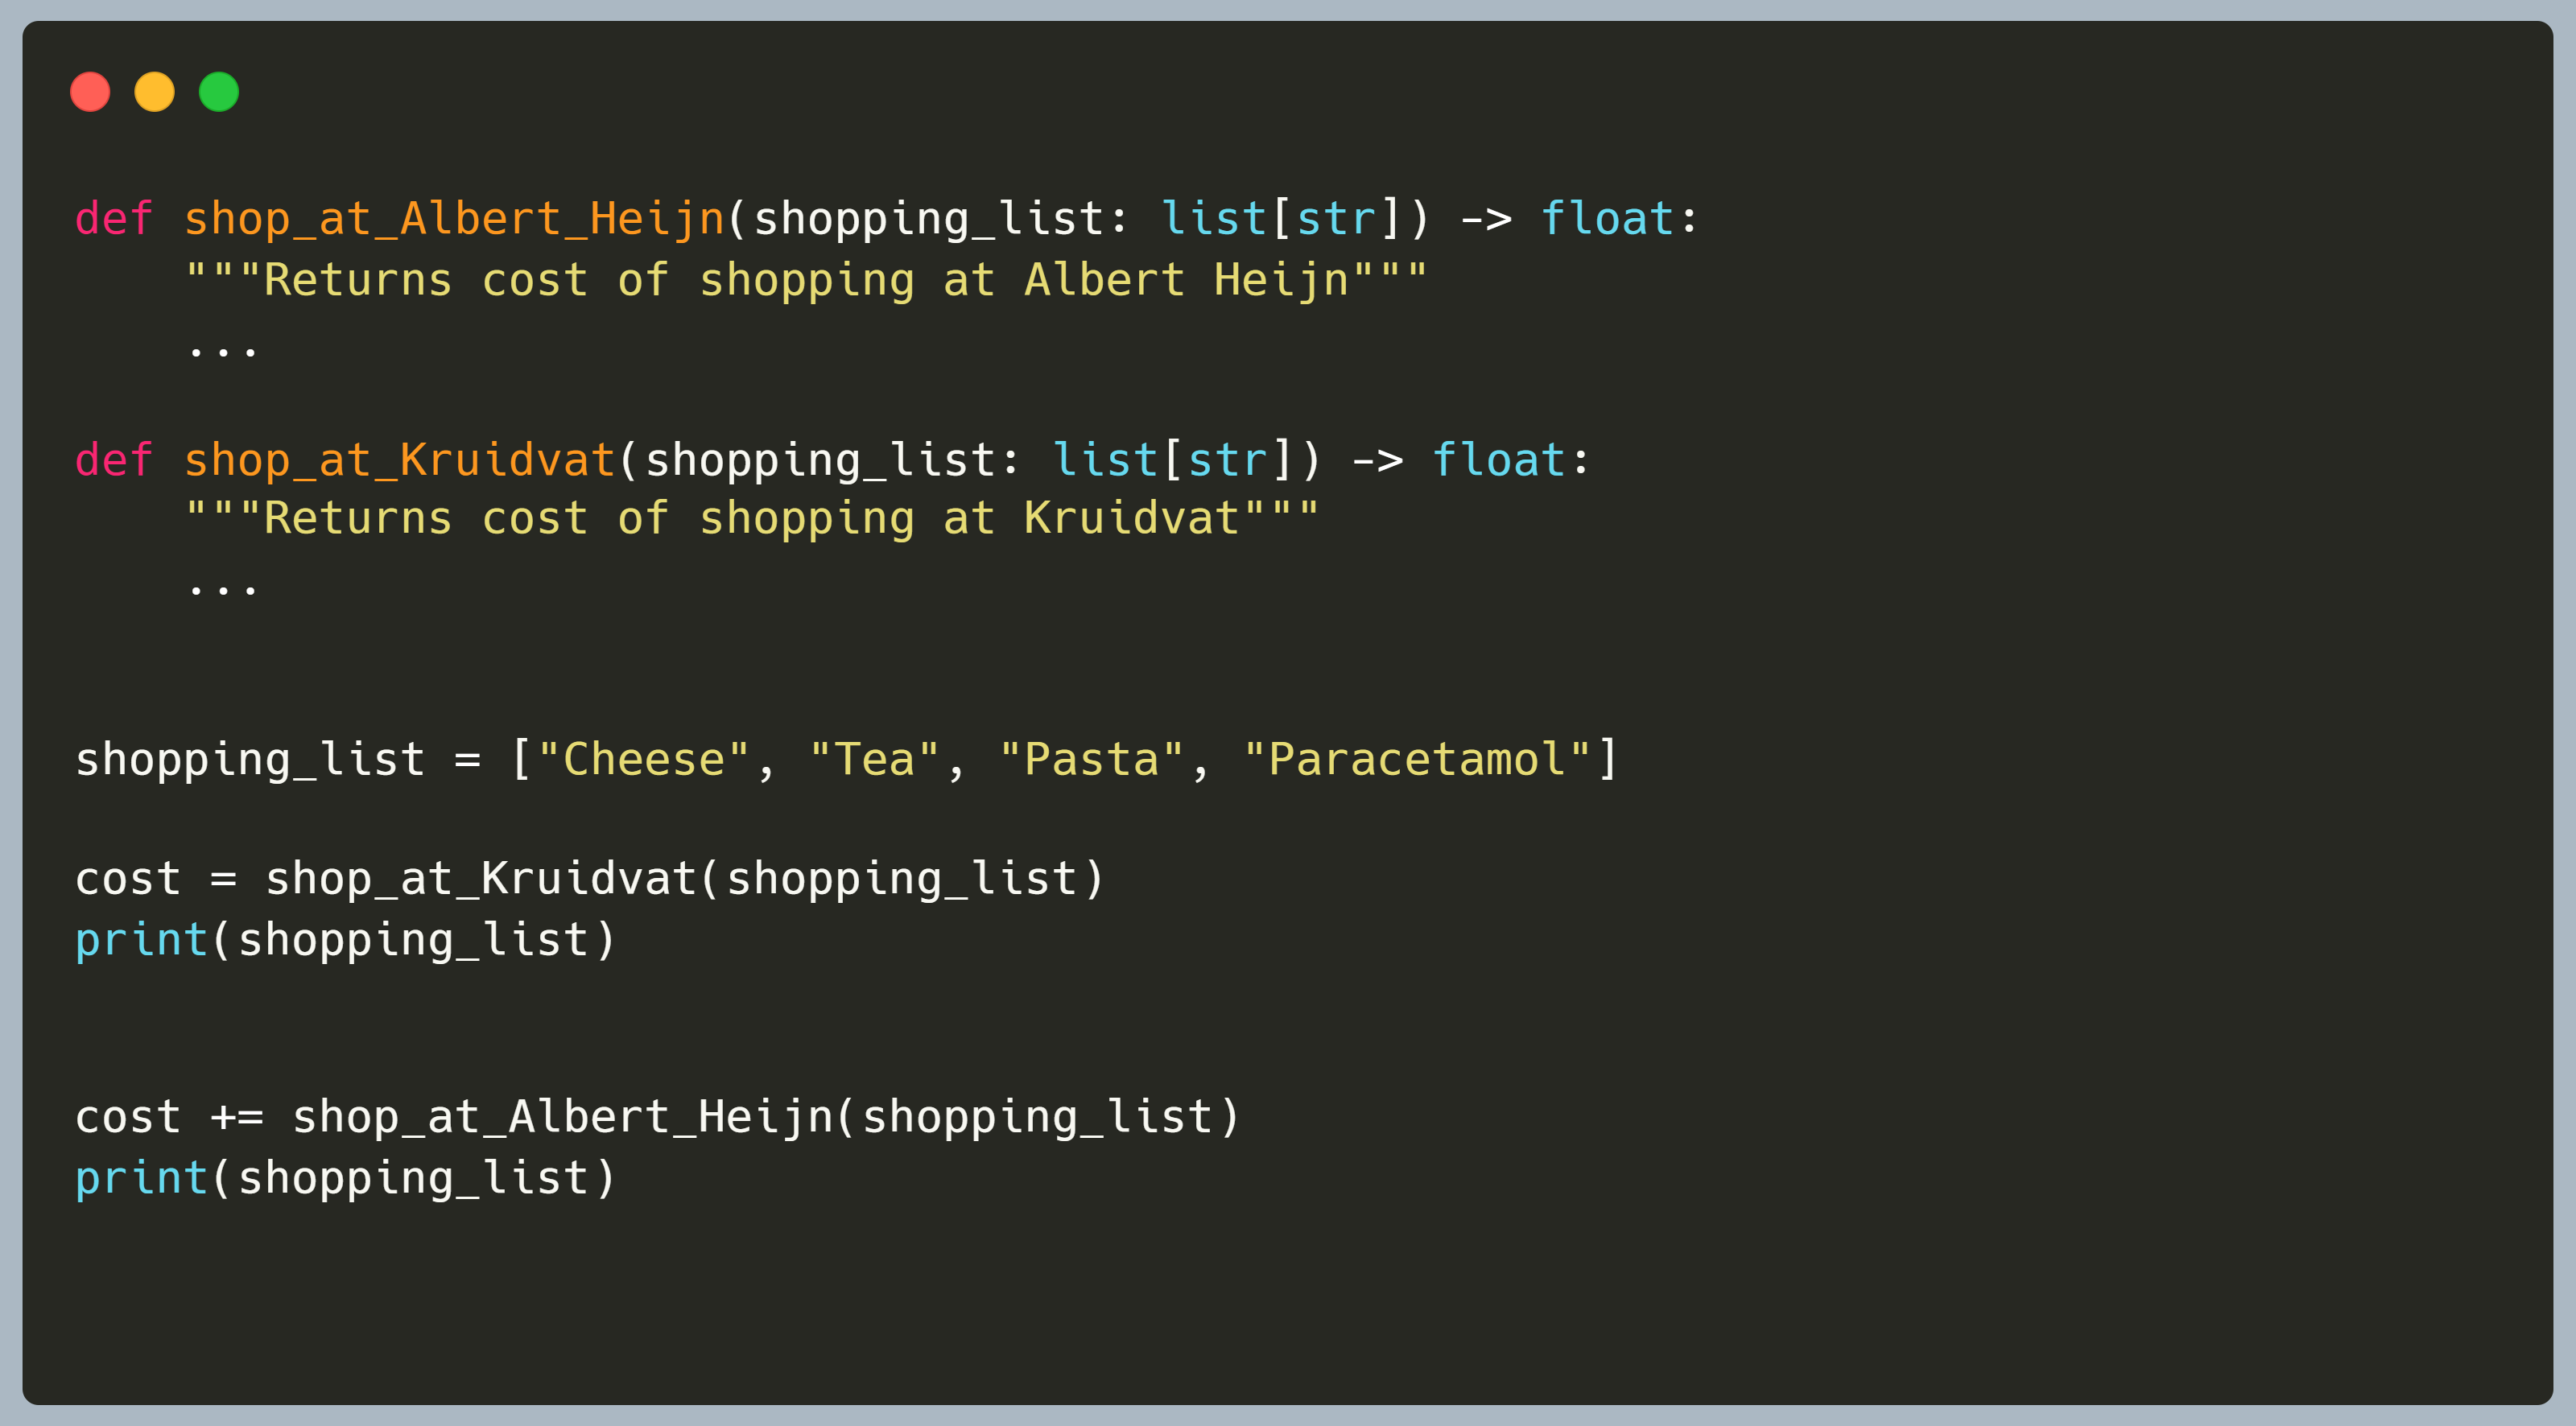 def shop_at_Albert_Heijn(shopping_list: list[str]) -> float:
    """Returns cost of shopping at Albert Heijn"""
    ...
def shop_at_Kruidvat(shopping_list: list[str]) -> float:
    """Returns cost of shopping at Kruidvat"""
    ...
shopping_list = ["Cheese", "Tea", "Pasta", "Paracetamol"]
cost = shop_at_Kruidvat(shopping_list)
print(shopping_list)
cost += shop_at_Albert_Heijn(shopping_list)
print(shopping_list)